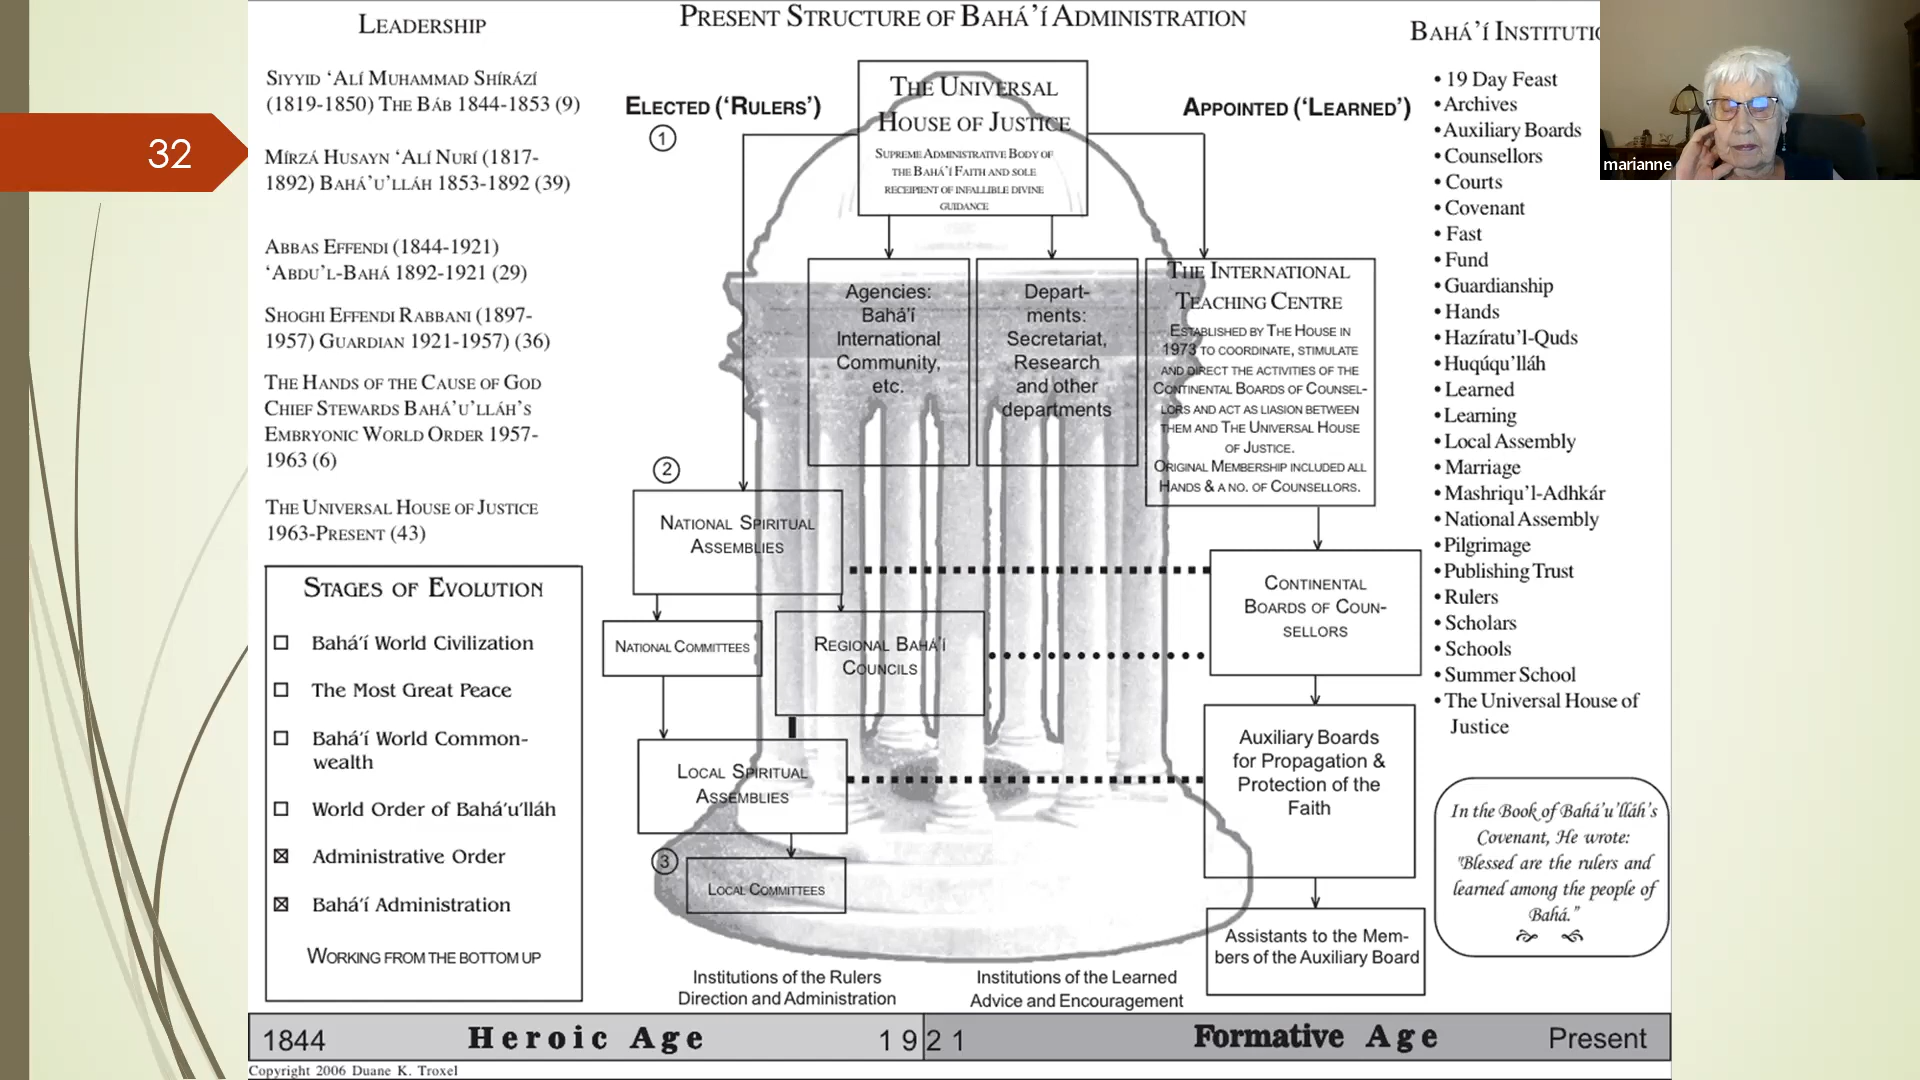 32
LEADERSHIP
SIYYID ‘ALÍ MUHAMMAD SHÍRÁZÍ
(1819-1850) THE BÁB 1844-1853 (9)
MÍRZÁ HUSAYN ‘ALÍ NURÍ (1817-
1892) BAHÁ’U’LLÁH 1853-1892 (39)
ABBAS EFFENDI (1844-1921)
‘ABDU’L-BAHÁ 1892-1921 (29)
SHOGHI EFFENDI RABBANI (1897-
1957) GUARDIAN 1921-1957) (36)
THE HANDS OF THE CAUSE OF GOD
CHIEF STEWARDS BAHÁ’U’LLÁH’S
EMBRYONIC WORLD ORDER 1957-
1963 (6)
THE UNIVERSAL HOUSE OF JUSTICE
1963-PRESENT (43)
STAGES OF EVOLUTION
Bahá’í World Civilization
The Most Great Peace
Bahá’í World Common-
wealth
World Order of Bahá’u’lláh
Administrative Order
Bahá’í Administration
WORKING FROM THE BOTTOM UP
PRESENT STRUCTURE OF BAHÁ’Í ADMINISTRATION
ELECTED (‘RULERS’)
1
THE UNIVERSAL
HOUSE OF JUSTICE
SUPREME ADMINISTRATIVE BODY OF
THE BAHÁ’Í FAITH AND SOLE
RECEIPIENT OF INFALLIBLE DIVINE
GUIDANCE
APPOINTED (‘LEARNED’)
Agencies:
Bahá’í
International
Community,
etc.
Depart-
ments:
Secretariat,
Research
and other
departments
THE INTERNATIONAL
TEACHING CENTRE
ESTABLISHED BY THE HOUSE IN
1973 TO COORDINATE, STIMULATE
AND DIRECT THE ACTIVITIES OF THE
CONTINENTAL BOARDS OF COUNSEL-
LORS AND ACT AS LIASION BETWEEN
THEM AND THE UNIVERSAL HOUSE
OF JUSTICE.
ORIGINAL MEMBERSHIP INCLUDED ALL
HANDS & A NO. OF COUNSELLORS.
2
NATIONAL SPIRITUAL
ASSEMBLIES
NATIONAL COMMITTEES
REGIONAL BAHÁ’Í
COUNCILS
LOCAL SPIRITUAL
ASSEMBLIES
3
LOCAL COMMITTEES
CONTINENTAL
BOARDS OF COUN-
SELLORS
Auxiliary Boards
for Propagation &
Protection of the
Faith
Assistants to the Mem-
bers of the Auxiliary Board
Institutions of the Rulers
Direction and Administration
Institutions of the Learned
Advice and Encouragement
BAHÁ’Í INSTITUTIO
• 19 Day Feast
• Archives
• Auxiliary Boards
• Counsellors
• Courts
• Covenant
• Fast
• Fund
• Guardianship
• Hands
• Hazíratu’l-Quds
• Huqúqu’lláh
• Learned
• Learning
• Local Assembly
• Marriage
• Mashriqu’l-Adhkár
• National Assembly
• Pilgrimage
• Publishing Trust
• Rulers
• Scholars
• Schools
• Summer School
• The Universal House of
Justice
In the Book of Bahá’u’lláh’s
Covenant, He wrote:
"Blessed are the rulers and
learned among the people of
Bahá."
1844 Heroic Age 1921 Formative Age Present
Copyright 2006 Duane K. Troxel
marianne